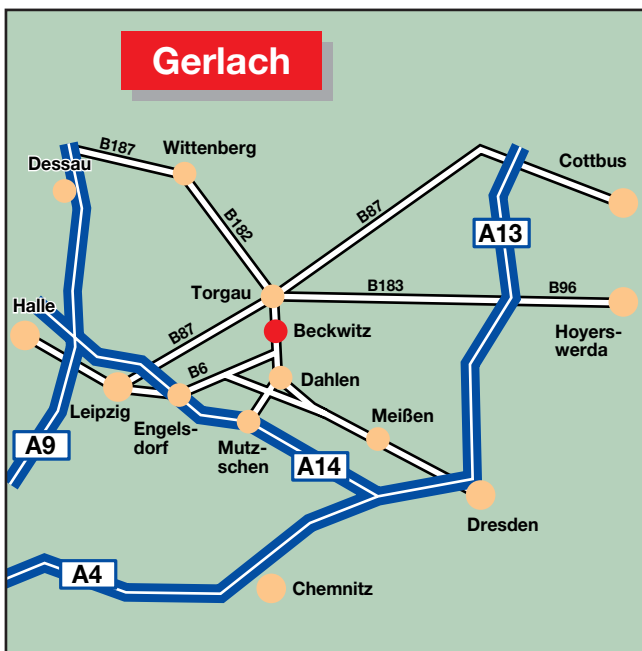 Gerlach
B187
Wittenberg
Dessau
Cottbus
B182
B87
A13
Torgau
B183
B96
Halle
B87
Beckwitz
Hoyers-
werda
B6
Dahlen
Leipzig
Engels-
dorf
Meißen
A9
Mutz-
schen
A14
Dresden
A4
Chemnitz